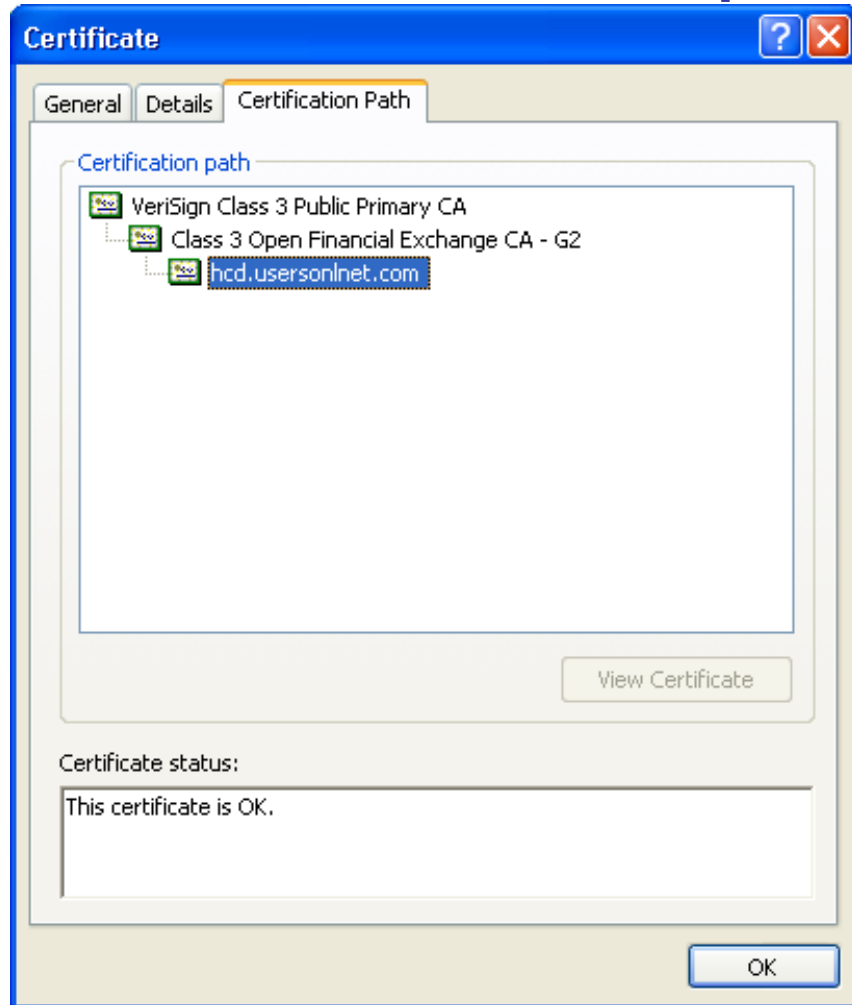 Certificate
General Details Certification Path
Certification path
VeriSign Class 3 Public Primary CA
Class 3 Open Financial Exchange CA - G2
hcd.usersonlnet.com
View Certificate
Certificate status:
This certificate is OK.
OK